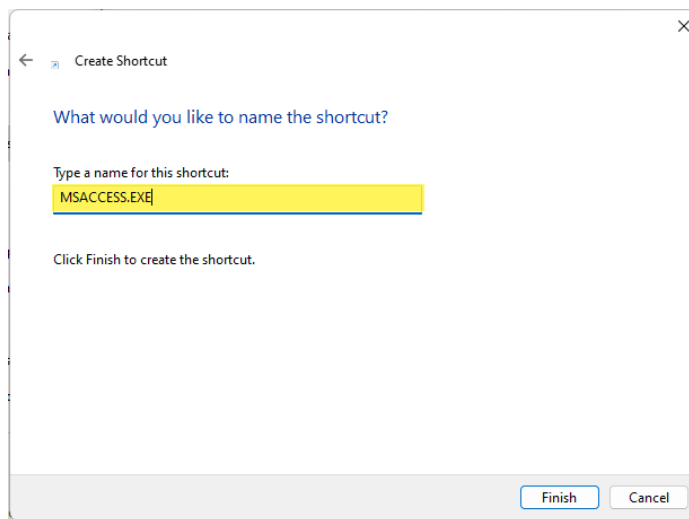 Create Shortcut
What would you like to name the shortcut?
Type a name for this shortcut:
MSACCESS.EXE
Click Finish to create the shortcut.
Finish Cancel